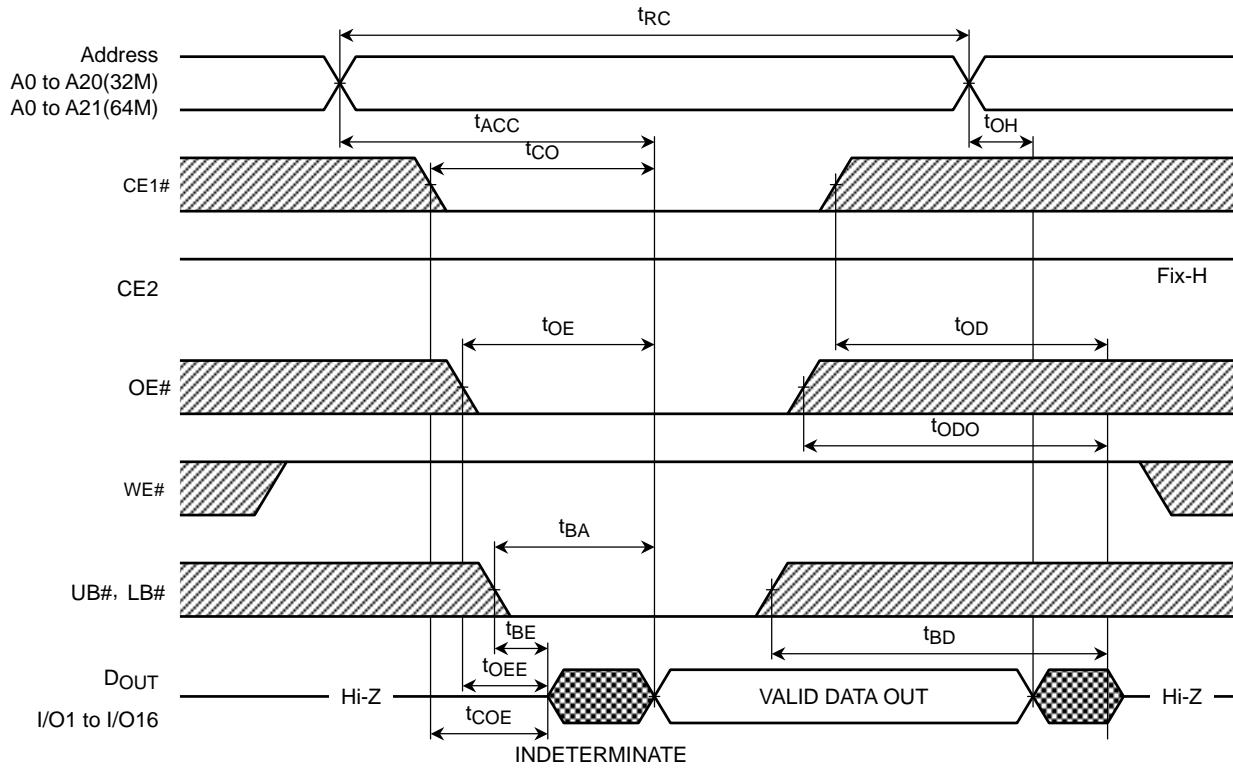 tRC
Address
A0 to A20(32M)
A0 to A21(64M)
tACC
tOH
tCO
CE1#
Fix-H
CE2
tOE
tOD
OE#
tODO
WE#
tBA
UB#, LB#
tBE
tBD
tOEE
DOUT
Hi-Z
VALID DATA OUT
Hi-Z
I/O1 to I/O16
tCOE
INDETERMINATE